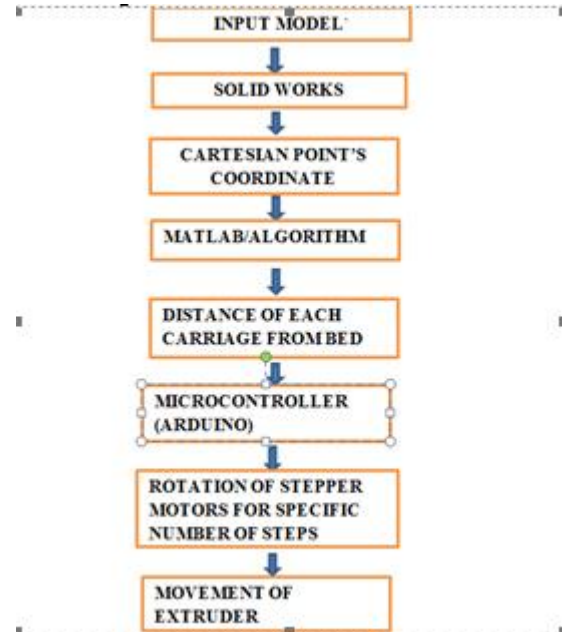 INPUT MODEL
SOLID WORKS
CARTESIAN POINT'S
COORDINATE
MATLAB/ALGORITHM
DISTANCE OF EACH
CARRIAGE FROM BED
MICROCONTROLLER
(ARDUINO)
ROTATION OF STEPPER
MOTORS FOR SPECIFIC
NUMBER OF STEPS
MOVEMENT OF
EXTRUDER